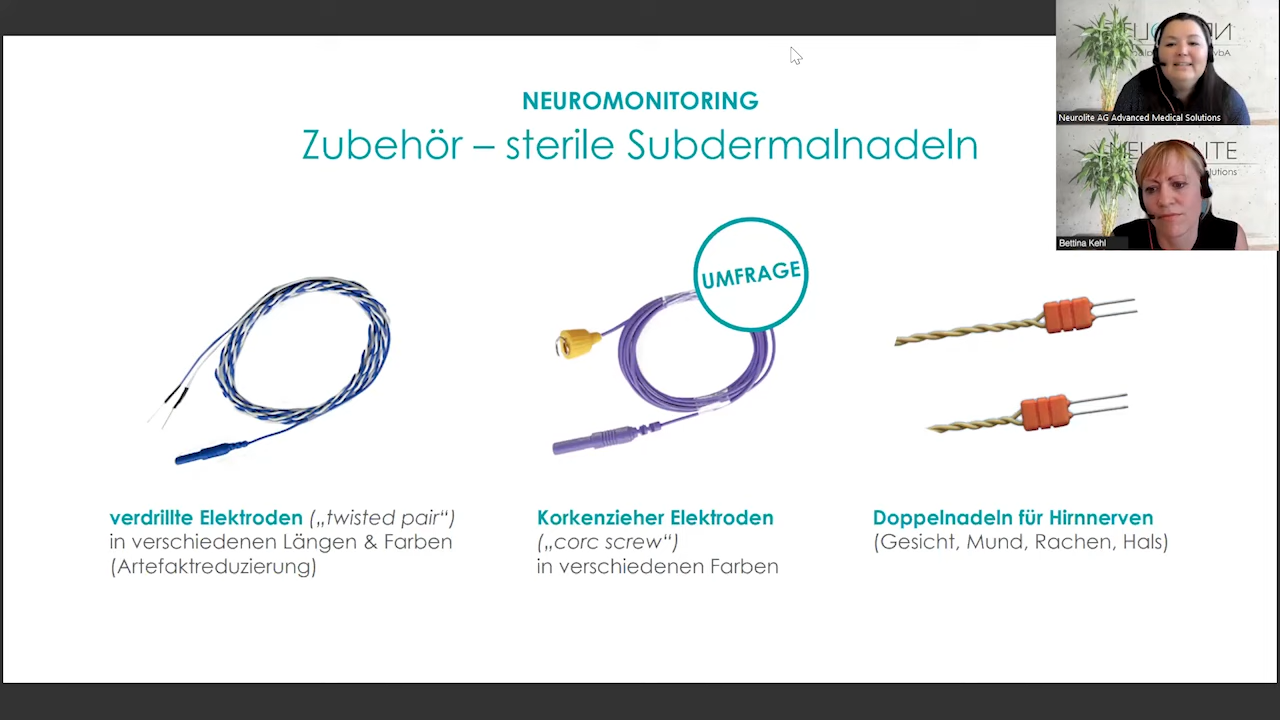 NEUROMONITORING
Zubehör – sterile Subdermalnadeln
UMFRAGE
verdrillte Elektroden („twisted pair“)
in verschiedenen Längen & Farben
(Artefaktreduzierung)
Korkenzieher Elektroden
(„corc screw“)
in verschiedenen Farben
Doppelnadeln für Hirnnerven
(Gesicht, Mund, Rachen, Hals)
Neurolite AG Advanced Medical Solutions
Bettina Kehl